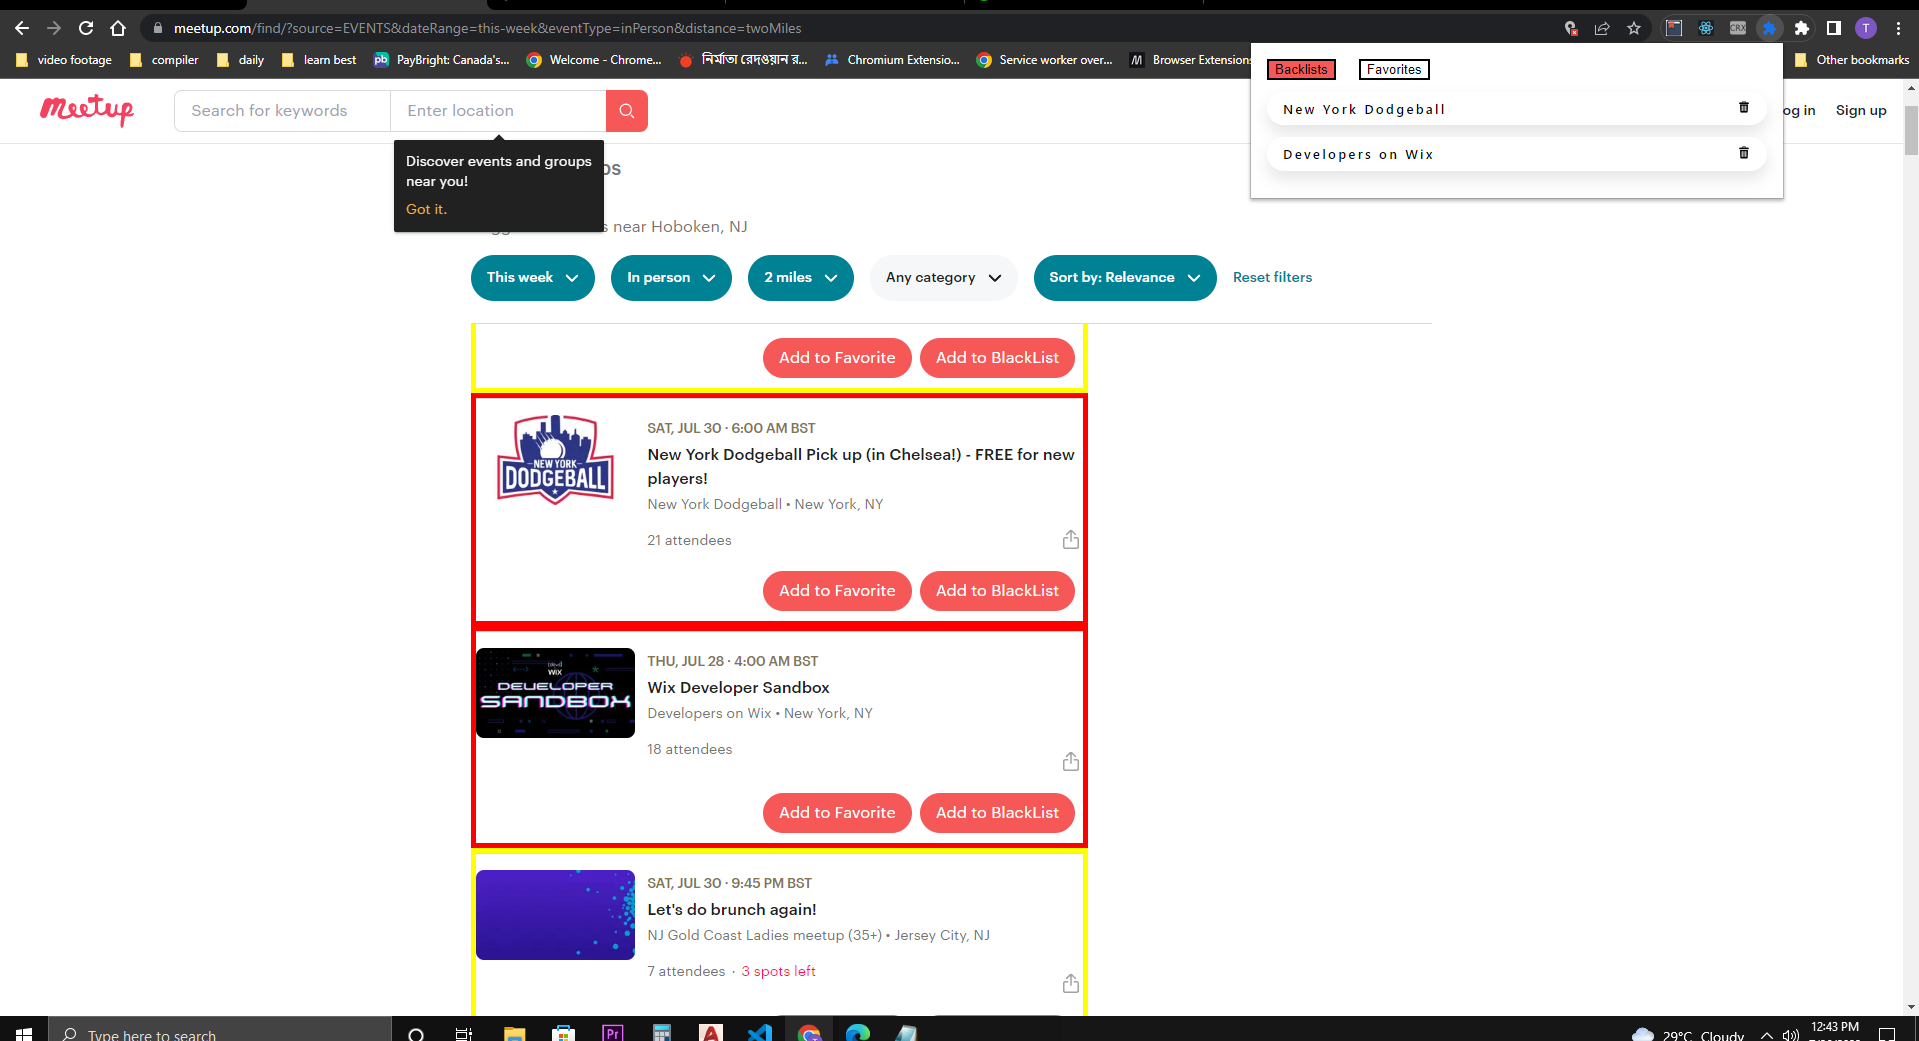 meetup.com/find/?source=EVENTS&dateRange=this-week&eventType=inPerson&distance=twoMiles
CRX
T
video footage
compiler
daily
learn best
pb
PayBright: Canada's...
Welcome - Chrome...
নির্মাতা রেদওয়ান র...
Chromium Extensio...
Service worker over...
Browser Extensions
Other bookmarks
Backlists
Favorites
New York Dodgeball
Developers on Wix
meetup
Search for keywords
Enter location
og in
Sign up
Discover events and groups
near you!
Got it.
s near Hoboken, NJ
This week
In person
2 miles
Any category
Sort by: Relevance
Reset filters
Add to Favorite
Add to BlackList
NEW YORK
DODGEBALL
SAT, JUL 30 · 6:00 AM BST
New York Dodgeball Pick up (in Chelsea!) - FREE for new
players!
New York Dodgeball • New York, NY
21 attendees
Add to Favorite
Add to BlackList
WIX
DEVELOPER
SANDBOX
THU, JUL 28 · 4:00 AM BST
Wix Developer Sandbox
Developers on Wix • New York, NY
18 attendees
Add to Favorite
Add to BlackList
SAT, JUL 30 · 9:45 PM BST
Let's do brunch again!
NJ Gold Coast Ladies meetup (35+) • Jersey City, NJ
7 attendees · 3 spots left
Type here to search
Pr
29°C Cloudy
12:43 PM